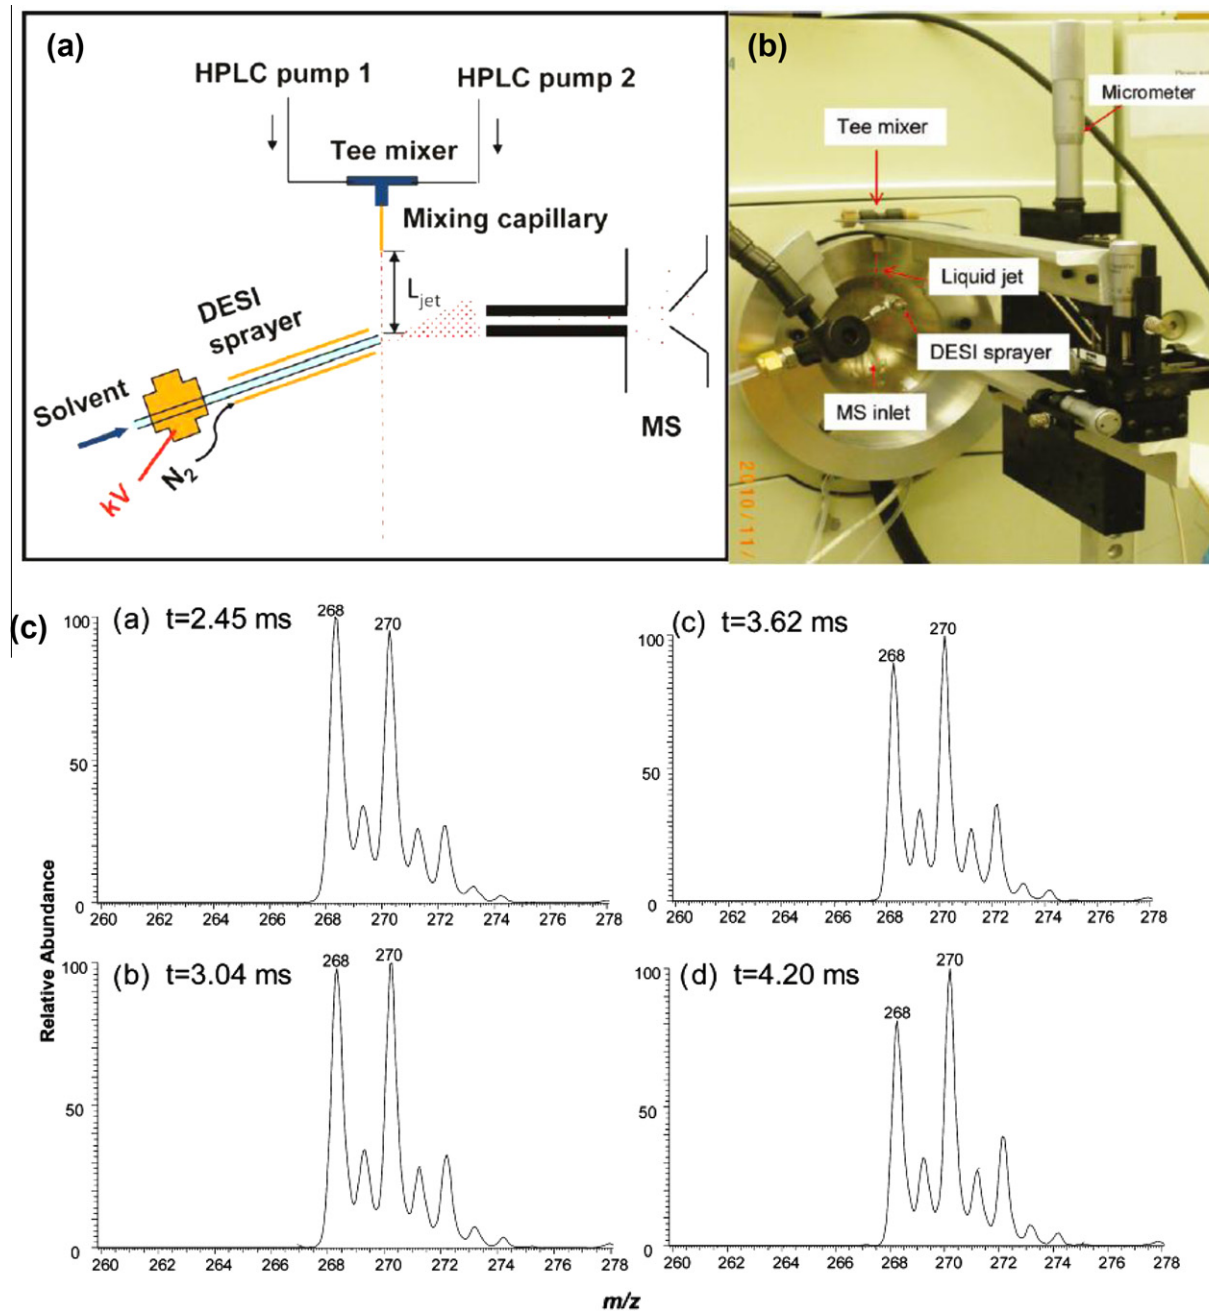 (a)
HPLC pump 1
HPLC pump 2
Tee mixer
Mixing capillary
L jet
DESI
sprayer
Solvent
kV
N2
MS
(b)
Micrometer
Tee mixer
Liquid jet
DESI sprayer
MS inlet
2010/11/
(c)
(a) t=2.45 ms
268
270
100
50
0
260 262 264 266 268 270 272 274 276 278
(c) t=3.62 ms
268
270
100
50
0
260 262 264 266 268 270 272 274 276 278
Relative Abundance
(b) t=3.04 ms
268
270
100
50
0
260 262 264 266 268 270 272 274 276 278
(d) t=4.20 ms
268
270
100
50
0
260 262 264 266 268 270 272 274 276 278
m/z